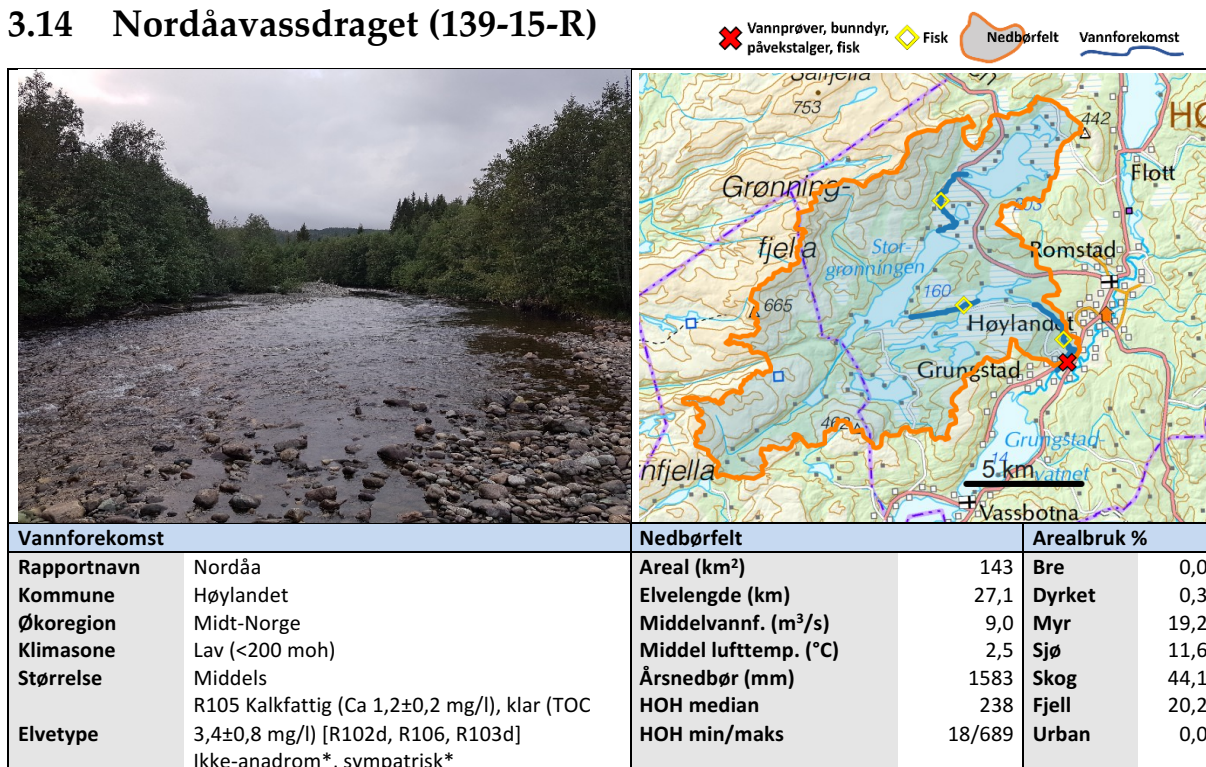 3.14 Nordåavassdraget (139-15-R)
Vannprøver, bunndyr,
påvekstalger, fisk
Fisk
Nedbørfelt
Vannforekomst
753
442
HØ
Flott
Grønning-
fjella
Stor-
grønningen
Romstad
160
665
Høylandet
Grungstad
462
Grungstad-
14
vatnet
5 km
nfjella
Vassbotna
Vannforekomst
Nedbørfelt
Arealbruk %
Rapportnavn Nordåa
Areal (km²) 143
Bre 0,0
Kommune Høylandet
Elvelengde (km) 27,1
Dyrket 0,3
Økoregion Midt-Norge
Middelvannf. (m³/s) 9,0
Myr 19,2
Klimasone Lav (<200 moh)
Middel lufttemp. (°C) 2,5
Sjø 11,6
Størrelse Middels
Årsnedbør (mm) 1583
Skog 44,1
R105 Kalkfattig (Ca 1,2±0,2 mg/l), klar (TOC
HOH median 238
Fjell 20,2
Elvetype 3,4±0,8 mg/l) [R102d, R106, R103d]
HOH min/maks 18/689
Urban 0,0
Ikke-anadrom*, sympatrisk*